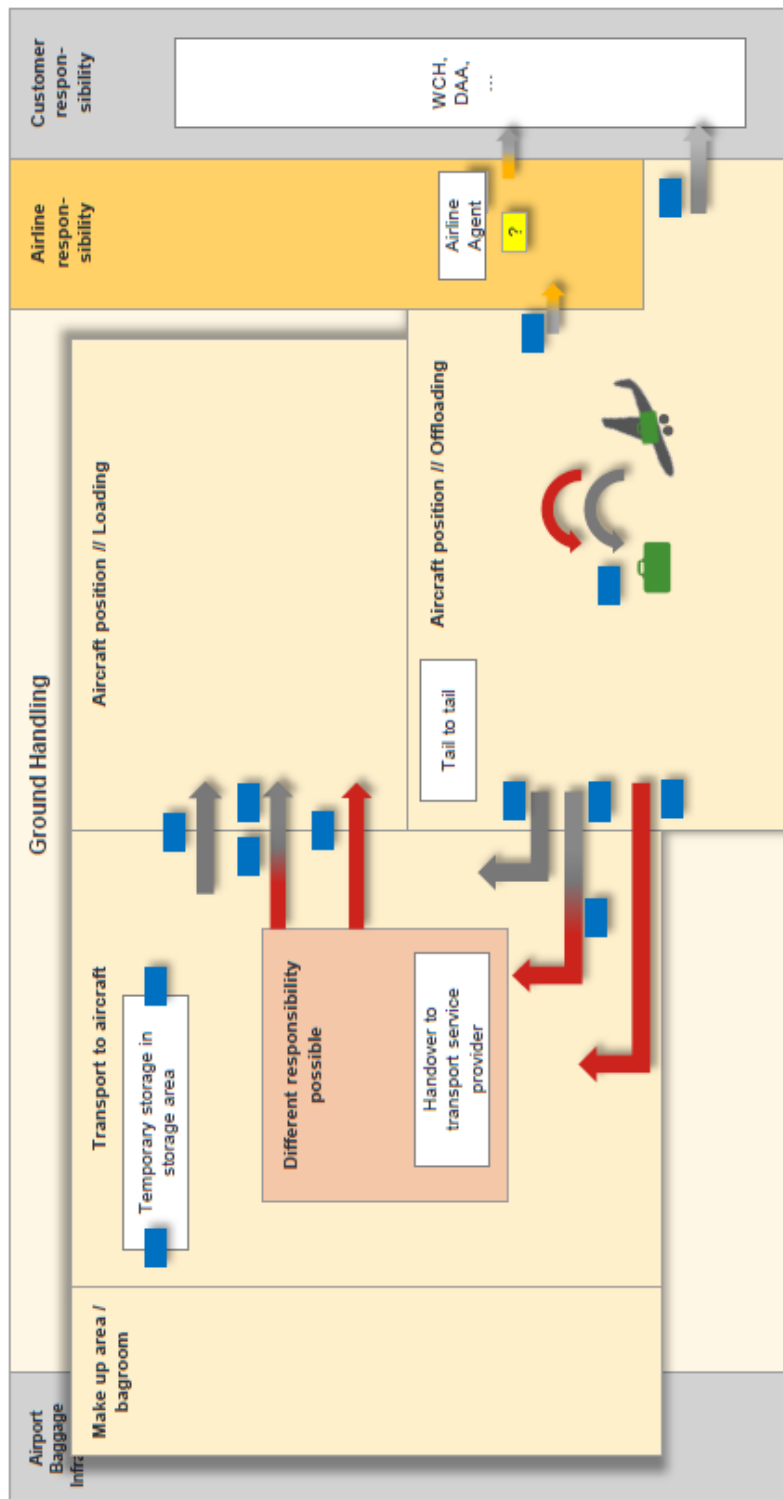 Ground Handling
Airport
Baggage
Infra
Make up area /
bagroom
Transport to aircraft
Temporary storage in
storage area
Different responsibility
possible
Handover to
transport service
provider
Aircraft position // Loading
Tail to tail
Aircraft position // Offloading
Airline
respon-
sibility
Airline
Agent
?
Customer
respon-
sibility
WCH,
DAA,
...